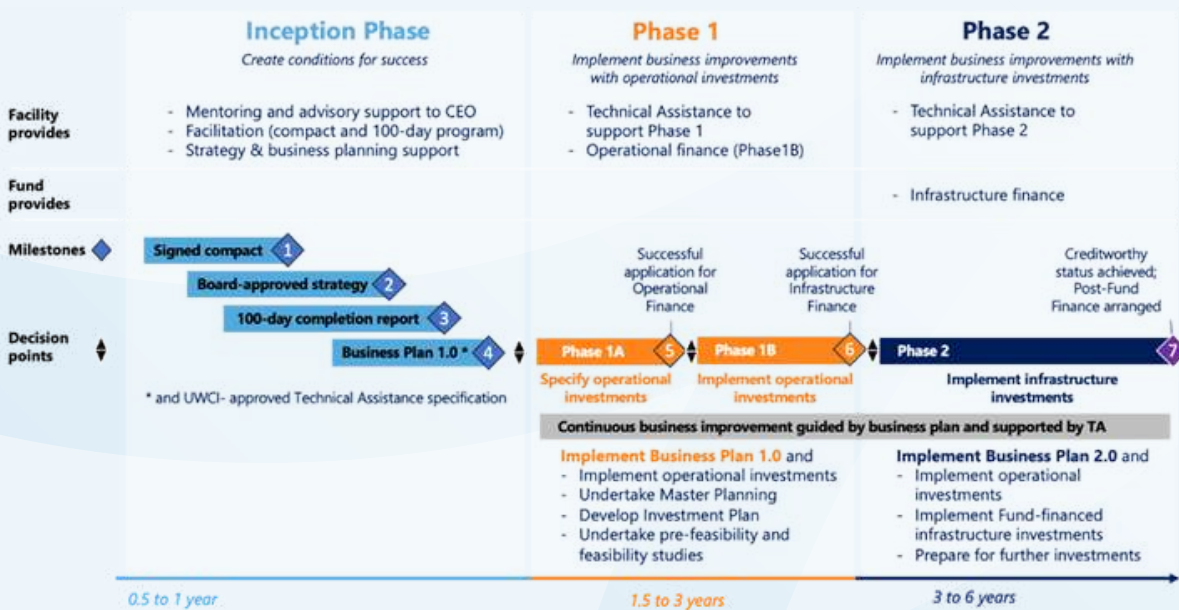 Inception Phase
Create conditions for success
Phase 1
Implement business improvements
with operational investments
Phase 2
Implement business improvements with
infrastructure investments
Facility
provides
- Mentoring and advisory support to CEO
- Facilitation (compact and 100-day program)
- Strategy & business planning support
- Technical Assistance to
support Phase 1
- Operational finance (Phase1B)
- Technical Assistance to
support Phase 2
Fund
provides
- Infrastructure finance
Milestones
Signed compact 1
Board-approved strategy 2
100-day completion report 3
Business Plan 1.0 * 4
Successful
application for
Operational
Finance
Successful
application for
Infrastructure
Finance
Creditworthy
status achieved;
Post-Fund
Finance arranged
Decision
points
Phase 1A 5
Phase 1B 6
Phase 2 7
Specify operational
investments
Implement operational
investments
Implement infrastructure
investments
* and UWCI- approved Technical Assistance specification
Continuous business improvement guided by business plan and supported by TA
Implement Business Plan 1.0 and
- Implement operational investments
- Undertake Master Planning
- Develop Investment Plan
- Undertake pre-feasibility and
feasibility studies
Implement Business Plan 2.0 and
- Implement operational
investments
- Implement Fund-financed
infrastructure investments
- Prepare for further investments
0.5 to 1 year
1.5 to 3 years
3 to 6 years